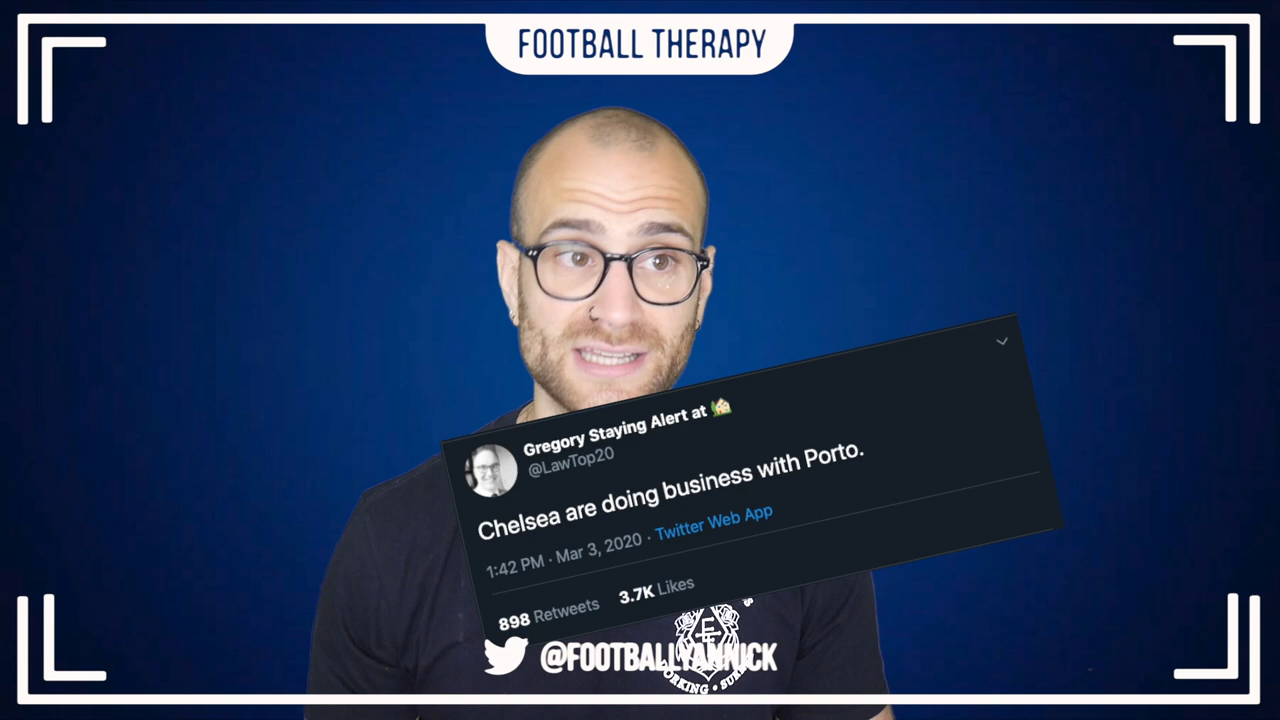 FOOTBALL THERAPY
Gregory Staying Alert at 🏡
@LawTop20
Chelsea are doing business with Porto.
1:42 PM · Mar 3, 2020 · Twitter Web App
898 Retweets 3.7K Likes
@FOOTBALLYANNICK